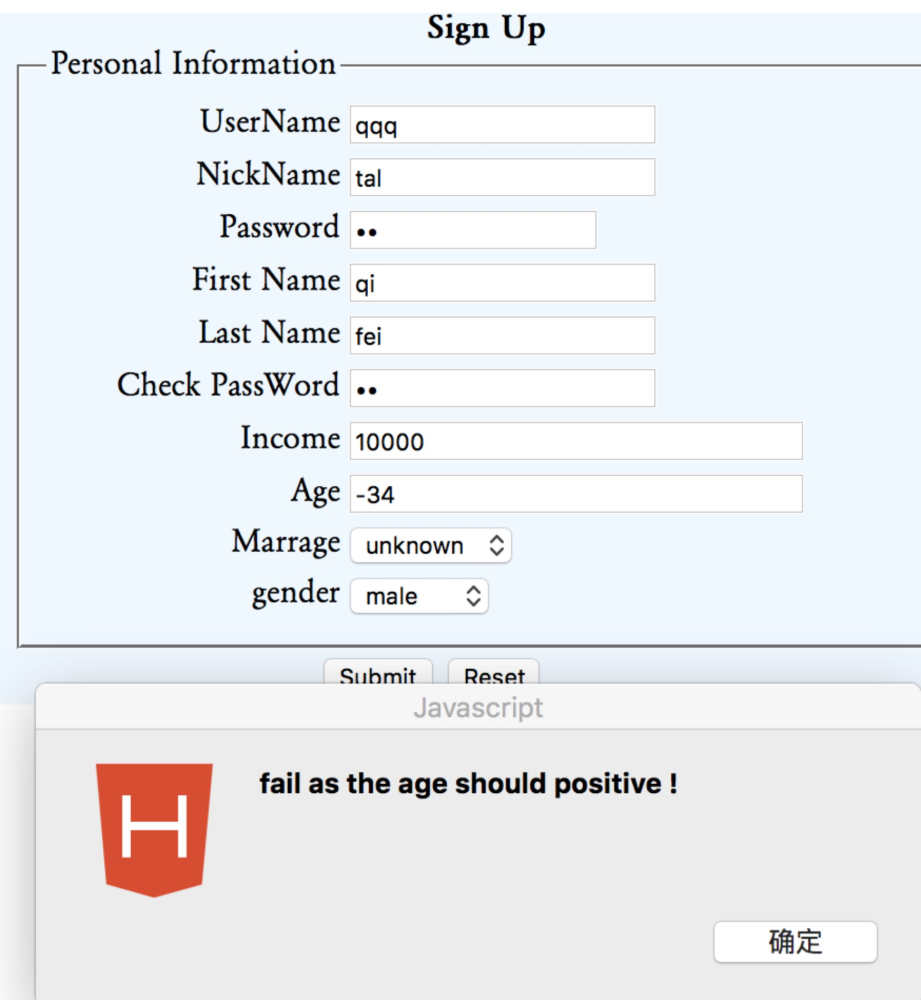 Sign Up
Personal Information
UserName qqq
NickName tal
Password ••
First Name qi
Last Name fei
Check PassWord ••
Income 10000
Age -34
Marrage unknown
gender male
Submit Reset
Javascript
H
fail as the age should positive !
确定